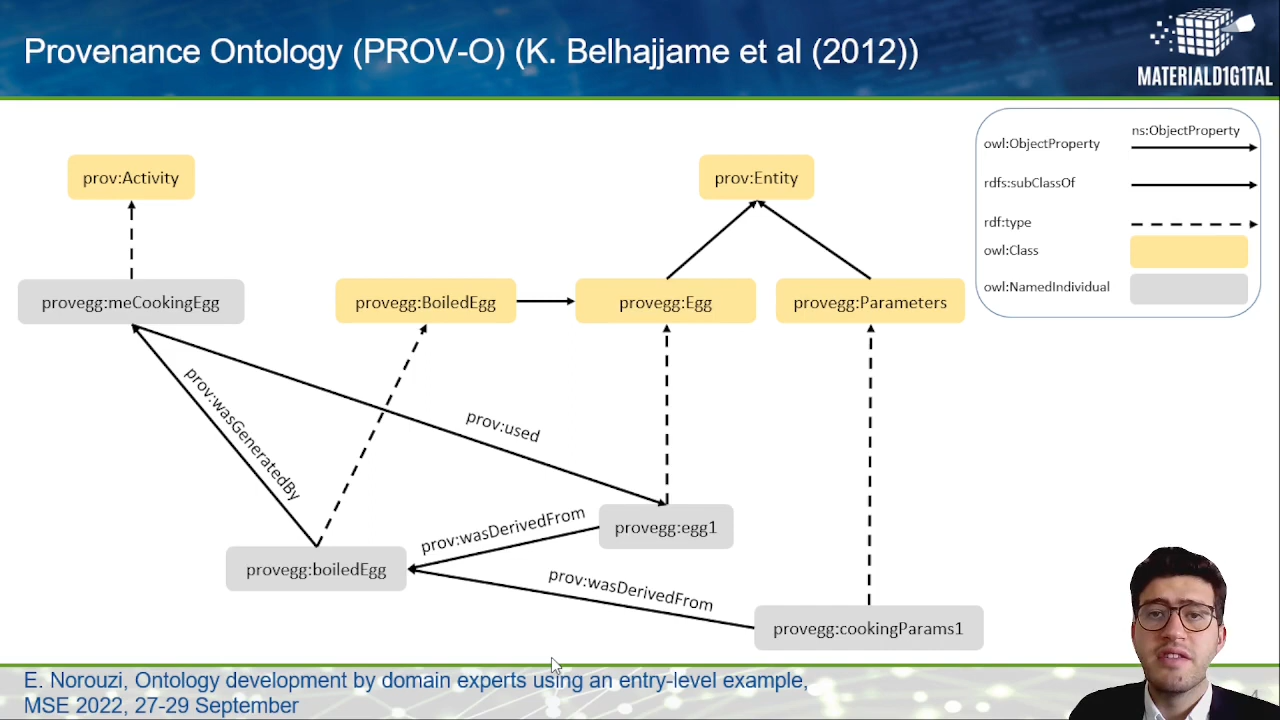 Provenance Ontology (PROV-O) (K. Belhajjame et al (2012))
MATERIALD1G1TAL
ns:ObjectProperty
owl:ObjectProperty
rdfs:subClassOf
rdf:type
owl:Class
owl:NamedIndividual
prov:Activity
prov:Entity
provegg:meCookingEgg
provegg:BoiledEgg
provegg:Egg
provegg:Parameters
prov:wasGeneratedBy
prov:used
prov:wasDerivedFrom
provegg:egg1
provegg:boiledEgg
prov:wasDerivedFrom
provegg:cookingParams1
E. Norouzi, Ontology development by domain experts using an entry-level example,
MSE 2022, 27-29 September
4